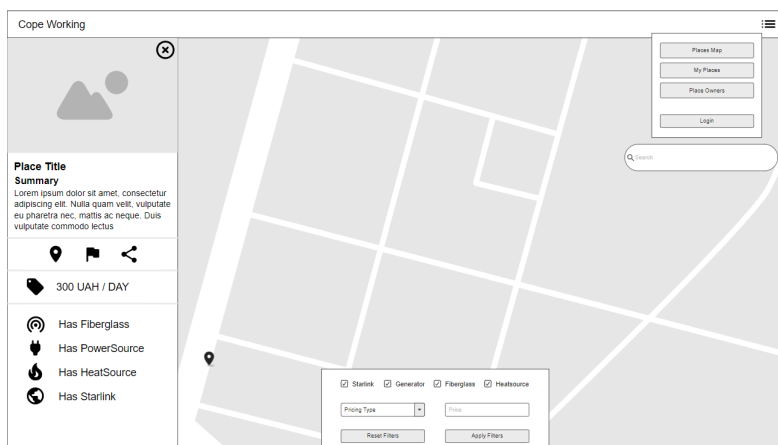 Cope Working
Places Map
My Places
Place Owners
Login
Search
Place Title
Summary
Lorem ipsum dolor sit amet, consectetur
adipiscing elit. Nulla quam velit, vulputate
eu pharetra nec, mattis ac neque. Duis
vulputate commodo lectus
300 UAH / DAY
Has Fiberglass
Has PowerSource
Has HeatSource
Has Starlink
Starlink Generator Fiberglass Heatsource
Pricing Type Price
Reset Filters Apply Filters